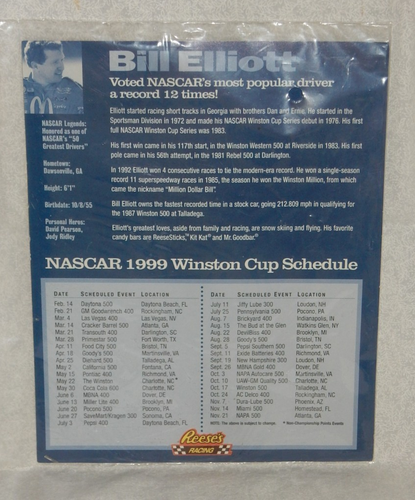 Bill Elliott
Voted NASCAR's most popular driver
a record 12 times!
NASCAR Legends:
Honored as one of
NASCAR's "50
Greatest Drivers"
Hometown:
Dawsonville, GA
Height: 6'1"
Birthdate: 10/8/55
Personal Heros:
David Pearson,
Jody Ridley
Elliott started racing short tracks in Georgia with brothers Dan and Ernie. He started in the
Sportsman Division in 1972 and made his NASCAR Winston Cup Series debut in 1976. His first
full NASCAR Winston Cup Series was 1983.
His first win came in his 117th start, in the Winston Western 500 at Riverside in 1983. His first
pole came in his 56th attempt, in the 1981 Rebel 500 at Darlington.
In 1992 Elliott won 4 consecutive races to tie the modern-era record. He won a single-season
record 11 superspeedway races in 1985, the season he won the Winston Million, from which
came the nickname "Million Dollar Bill".
Bill Elliott owns the fastest recorded time in a stock car, going 212.809 mph in qualifying for
the 1987 Winston 500 at Talladega.
Elliott's greatest loves, aside from family and racing, are snow skiing and flying. His favorite
candy bars are ReeseSticks,™ Kit Kat® and Mr. Goodbar.®
NASCAR 1999 Winston Cup Schedule
DATE SCHEDULED EVENT LOCATION
Feb. 14 Daytona 500 Daytona Beach, FL
Feb. 21 GM Goodwrench 400 Rockingham, NC
Mar. 4 Las Vegas 400 Las Vegas, NV
Mar. 14 Cracker Barrel 500 Atlanta, GA
Mar. 21 Transouth 400 Darlington, SC
Mar. 28 Primestar 500 Fort Worth, TX
Apr. 11 Food City 500 Bristol, TN
Apr. 18 Goody's 500 Martinsville, VA
Apr. 25 Diehard 500 Talladega, AL
May 2 California 500 Fontana, CA
May 15 Pontiac 400 Richmond, VA
May 22 The Winston Charlotte, NC*
May 30 Coca Cola 600 Charlotte, NC
June 6 MBNA 400 Dover, DE
June 13 Miller Lite 400 Brooklyn, MI
June 20 Pocono 500 Pocono, PA
June 27 SaveMart/Kragen 300 Sonoma, CA
July 3 Pepsi 400 Daytona Beach, FL
DATE SCHEDULED EVENT LOCATION
July 11 Jiffy Lube 300 Loudon, NH
July 25 Pennsylvania 500 Pocono, PA
Aug. 7 Brickyard 400 Indianapolis, IN
Aug. 15 The Bud at the Glen Watkins Glen, NY
Aug. 22 DevilBiss 400 Brooklyn, MI
Aug. 28 Goody's 500 Bristol, TN
Sept. 5 Pepsi Southern 500 Darlington, SC
Sept. 11 Exide Batteries 400 Richmond, VA
Sept. 19 New Hampshire 300 Loudon, NH
Sept. 26 MBNA Gold 400 Dover, DE
Oct. 3 NAPA Autocare 500 Martinsville, VA
Oct. 10 UAW-GM Quality 500 Charlotte, NC
Oct. 17 Winston 500 Talladega, AL
Oct. 24 AC Delco 400 Rockingham, NC
Nov. 7 Dura-Lube 500 Phoenix, AZ
Nov. 14 Miami 500 Homestead, FL
Nov. 21 NAPA 500 Atlanta, GA
NOTE: The above is subject to change. * Non-Championship Points Events
Reese's
RACING